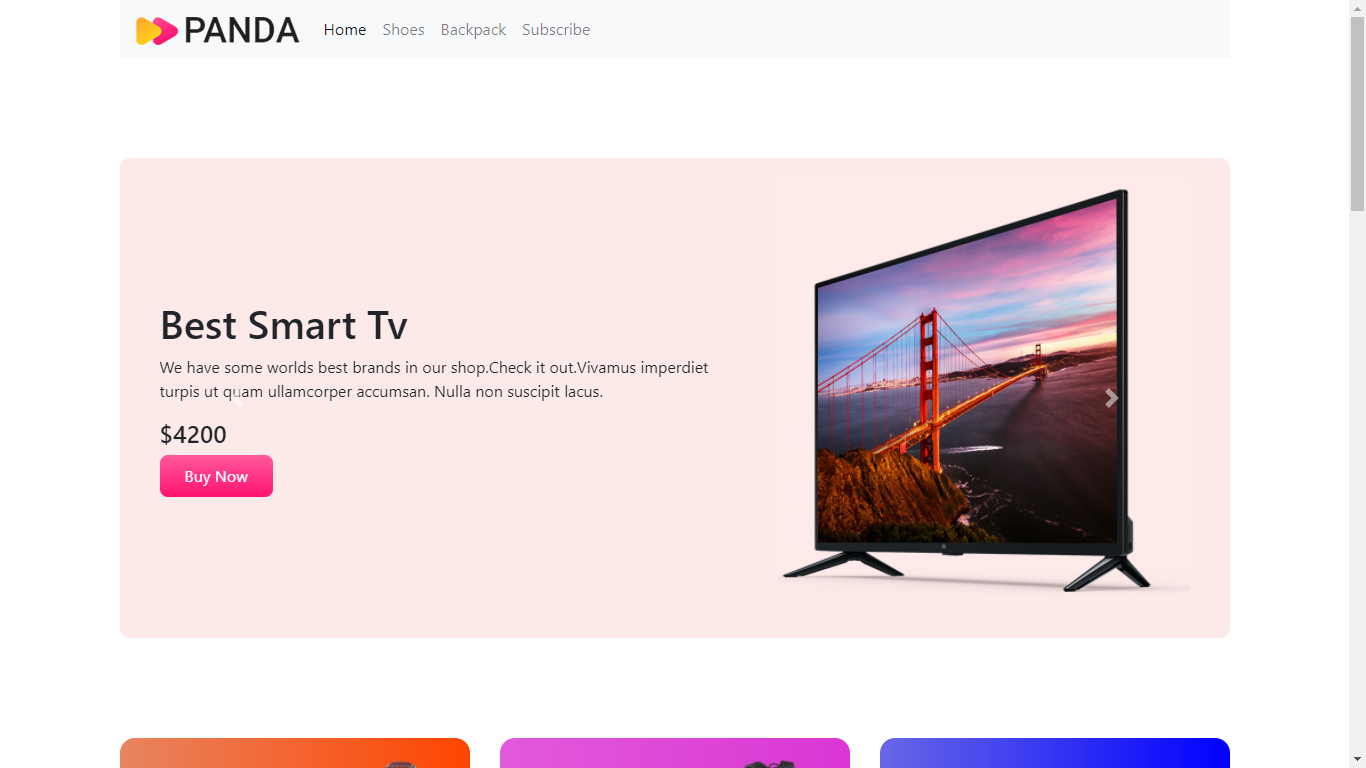 PANDA
Home
Shoes
Backpack
Subscribe
Best Smart Tv
We have some worlds best brands in our shop.Check it out.Vivamus imperdiet
turpis ut quam ullamcorper accumsan. Nulla non suscipit lacus.
$4200
Buy Now